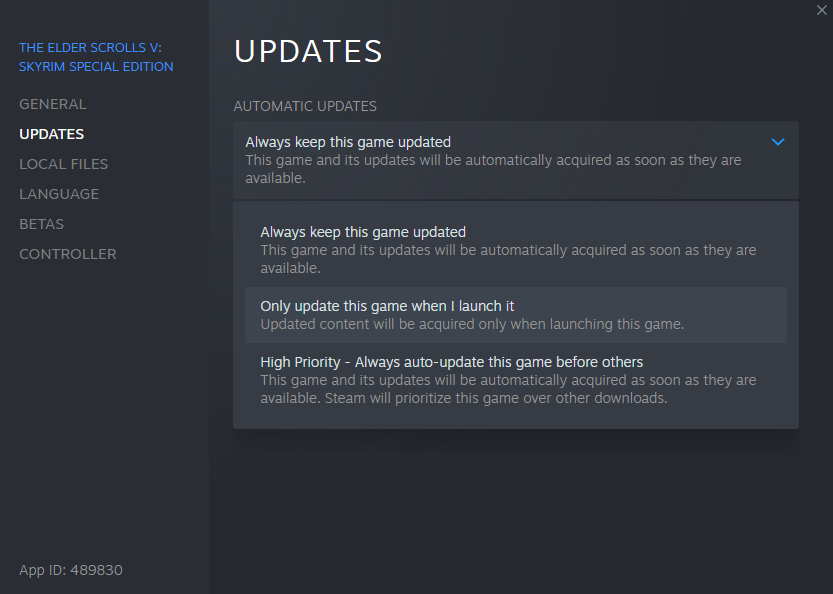 THE ELDER SCROLLS V:
SKYRIM SPECIAL EDITION
GENERAL
UPDATES
LOCAL FILES
LANGUAGE
BETAS
CONTROLLER
App ID: 489830
UPDATES
AUTOMATIC UPDATES
Always keep this game updated
This game and its updates will be automatically acquired as soon as they are
available.
Always keep this game updated
This game and its updates will be automatically acquired as soon as they are
available.
Only update this game when I launch it
Updated content will be acquired only when launching this game.
High Priority - Always auto-update this game before others
This game and its updates will be automatically acquired as soon as they are
available. Steam will prioritize this game over other downloads.